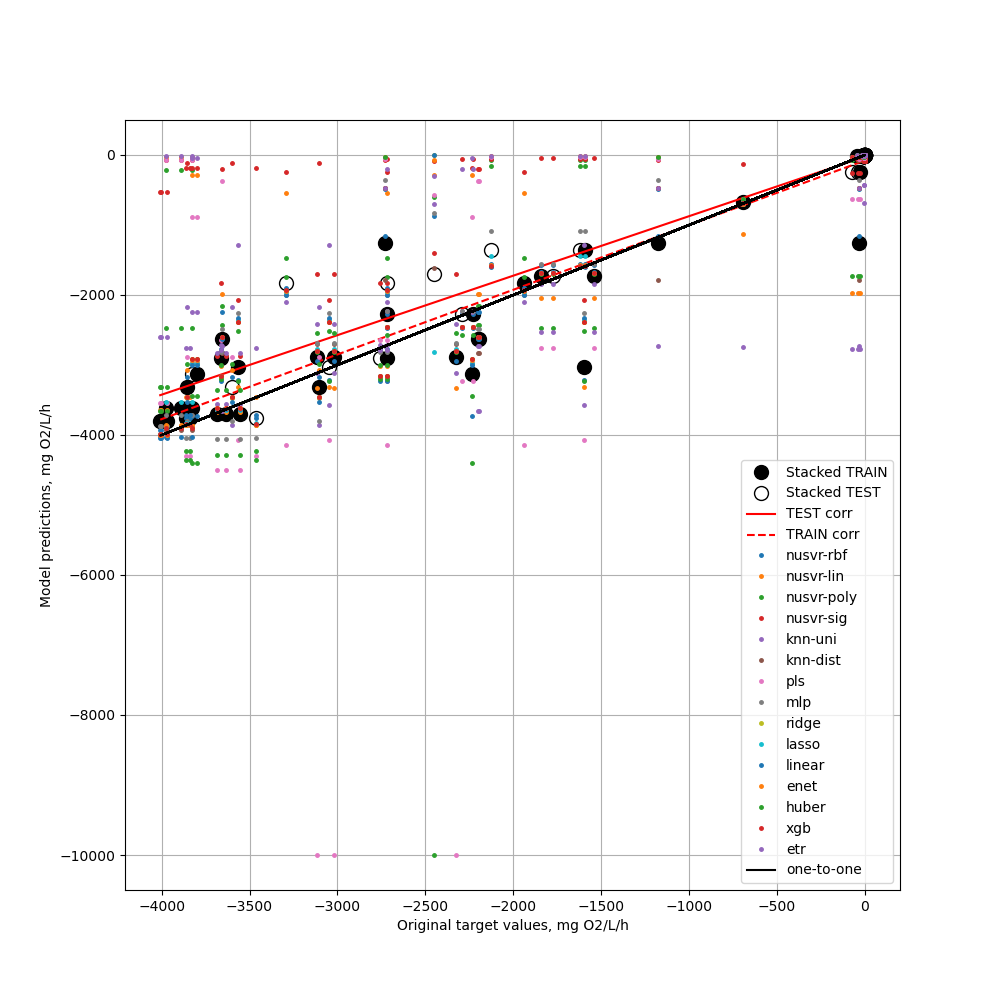 0
−2000
−4000
−6000
−8000
−10000
Model predictions, mg O2/L/h
−4000 −3500 −3000 −2500 −2000 −1500 −1000 −500 0
Original target values, mg O2/L/h
Stacked TRAIN
Stacked TEST
TEST corr
TRAIN corr
nusvr-rbf
nusvr-lin
nusvr-poly
nusvr-sig
knn-uni
knn-dist
pls
mlp
ridge
lasso
linear
enet
huber
xgb
etr
one-to-one